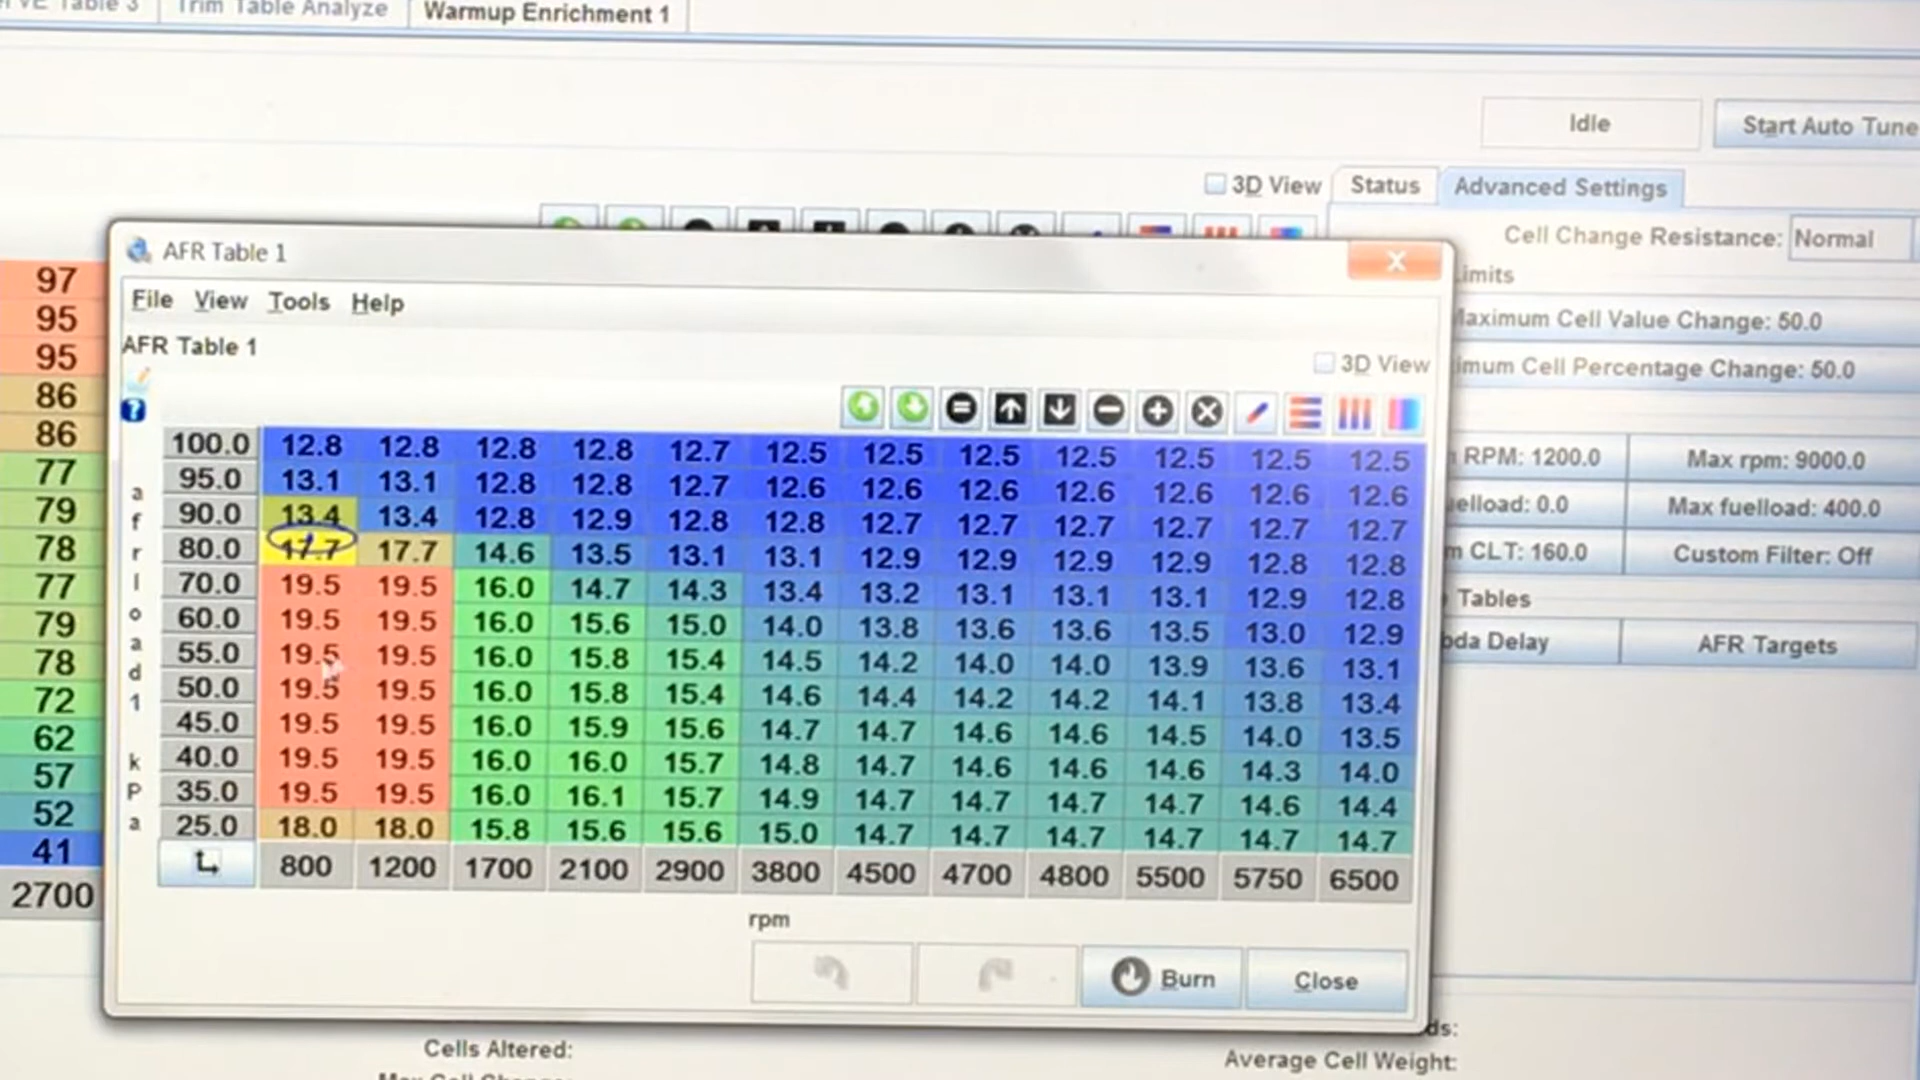 VE Table 3 Trim Table Analyze Warmup Enrichment 1
Idle Start Auto Tune
3D View Status Advanced Settings
Cell Change Resistance: Normal
Limits
Maximum Cell Value Change: 50.0
imum Cell Percentage Change: 50.0
RPM: 1200.0 Max rpm: 9000.0
elload: 0.0 Max fuelload: 400.0
m CLT: 160.0 Custom Filter: Off
Tables
bda Delay AFR Targets
97
95
95
86
86
77
79
78
77
79
78
72
62
57
52
41
2700
AFR Table 1
File View Tools Help
AFR Table 1
3D View
afrload1 kPa
100.0 12.8 12.8 12.8 12.8 12.7 12.5 12.5 12.5 12.5 12.5 12.5 12.5
95.0 13.1 13.1 12.8 12.8 12.7 12.6 12.6 12.6 12.6 12.6 12.6 12.6
90.0 13.4 13.4 12.8 12.9 12.8 12.8 12.7 12.7 12.7 12.7 12.7 12.7
80.0 17.7 17.7 14.6 13.5 13.1 13.1 12.9 12.9 12.9 12.9 12.8 12.8
70.0 19.5 19.5 16.0 14.7 14.3 13.4 13.2 13.1 13.1 13.1 12.9 12.8
60.0 19.5 19.5 16.0 15.6 15.0 14.0 13.8 13.6 13.6 13.5 13.0 12.9
55.0 19.5 19.5 16.0 15.8 15.4 14.5 14.2 14.0 14.0 13.9 13.6 13.1
50.0 19.5 19.5 16.0 15.8 15.4 14.6 14.4 14.2 14.2 14.1 13.8 13.4
45.0 19.5 19.5 16.0 15.9 15.6 14.7 14.7 14.6 14.6 14.5 14.0 13.5
40.0 19.5 19.5 16.0 16.0 15.7 14.8 14.7 14.6 14.6 14.6 14.3 14.0
35.0 19.5 19.5 16.0 16.1 15.7 14.9 14.7 14.7 14.7 14.7 14.6 14.4
25.0 18.0 18.0 15.8 15.6 15.6 15.0 14.7 14.7 14.7 14.7 14.7 14.7
800 1200 1700 2100 2900 3800 4500 4700 4800 5500 5750 6500
rpm
Burn Close
Cells Altered:
ds:
Average Cell Weight: